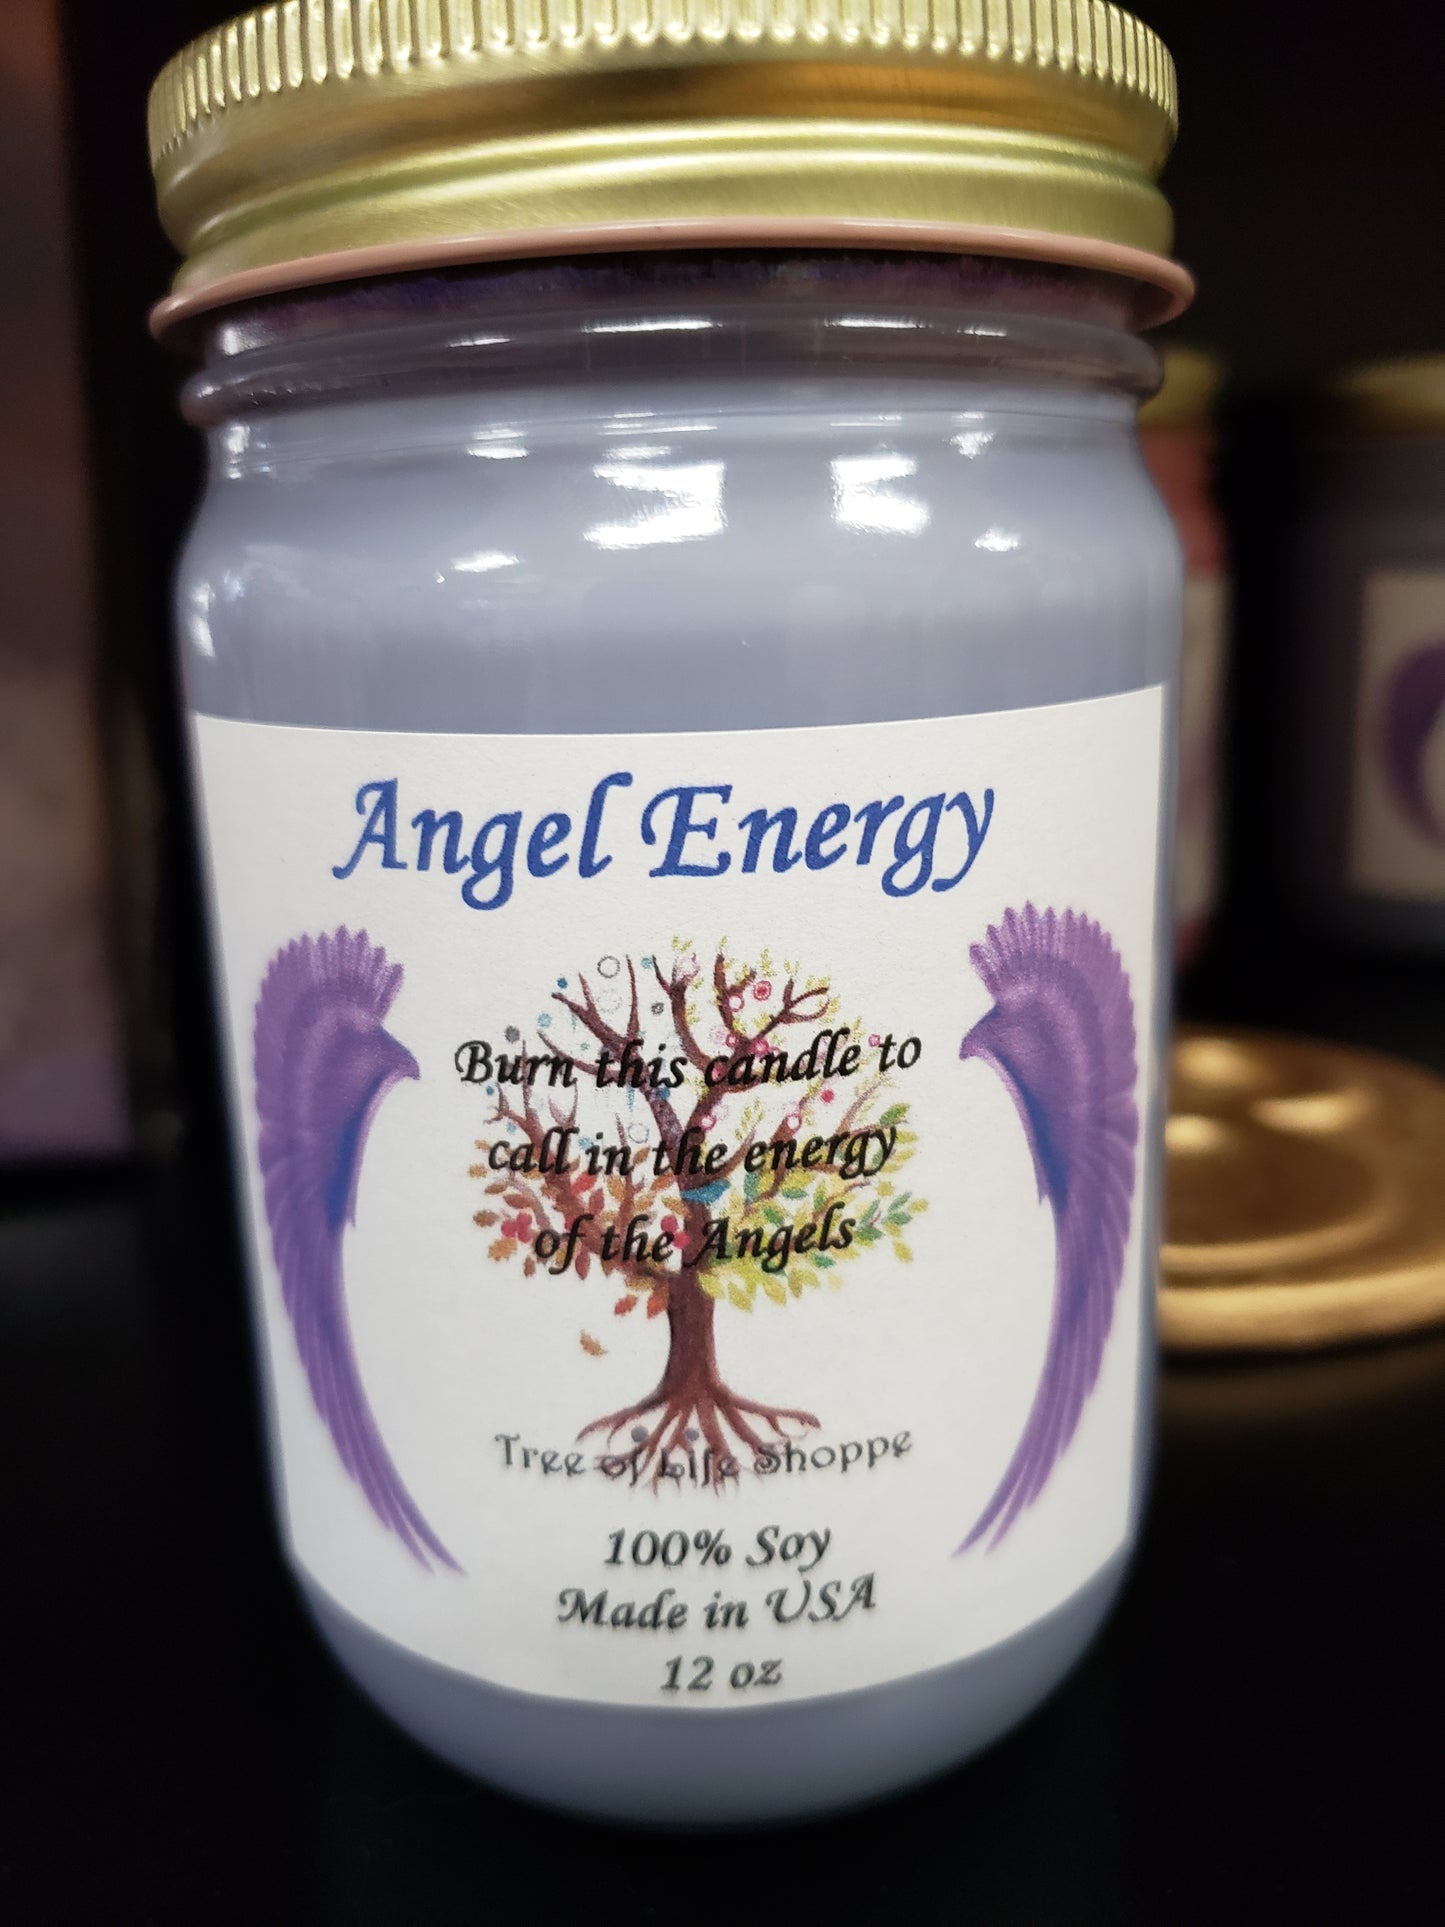 Angel Energy
Burn this candle to
call in the energy
of the Angels
Tree of Life Shoppe
100% Soy
Made in USA
12 oz